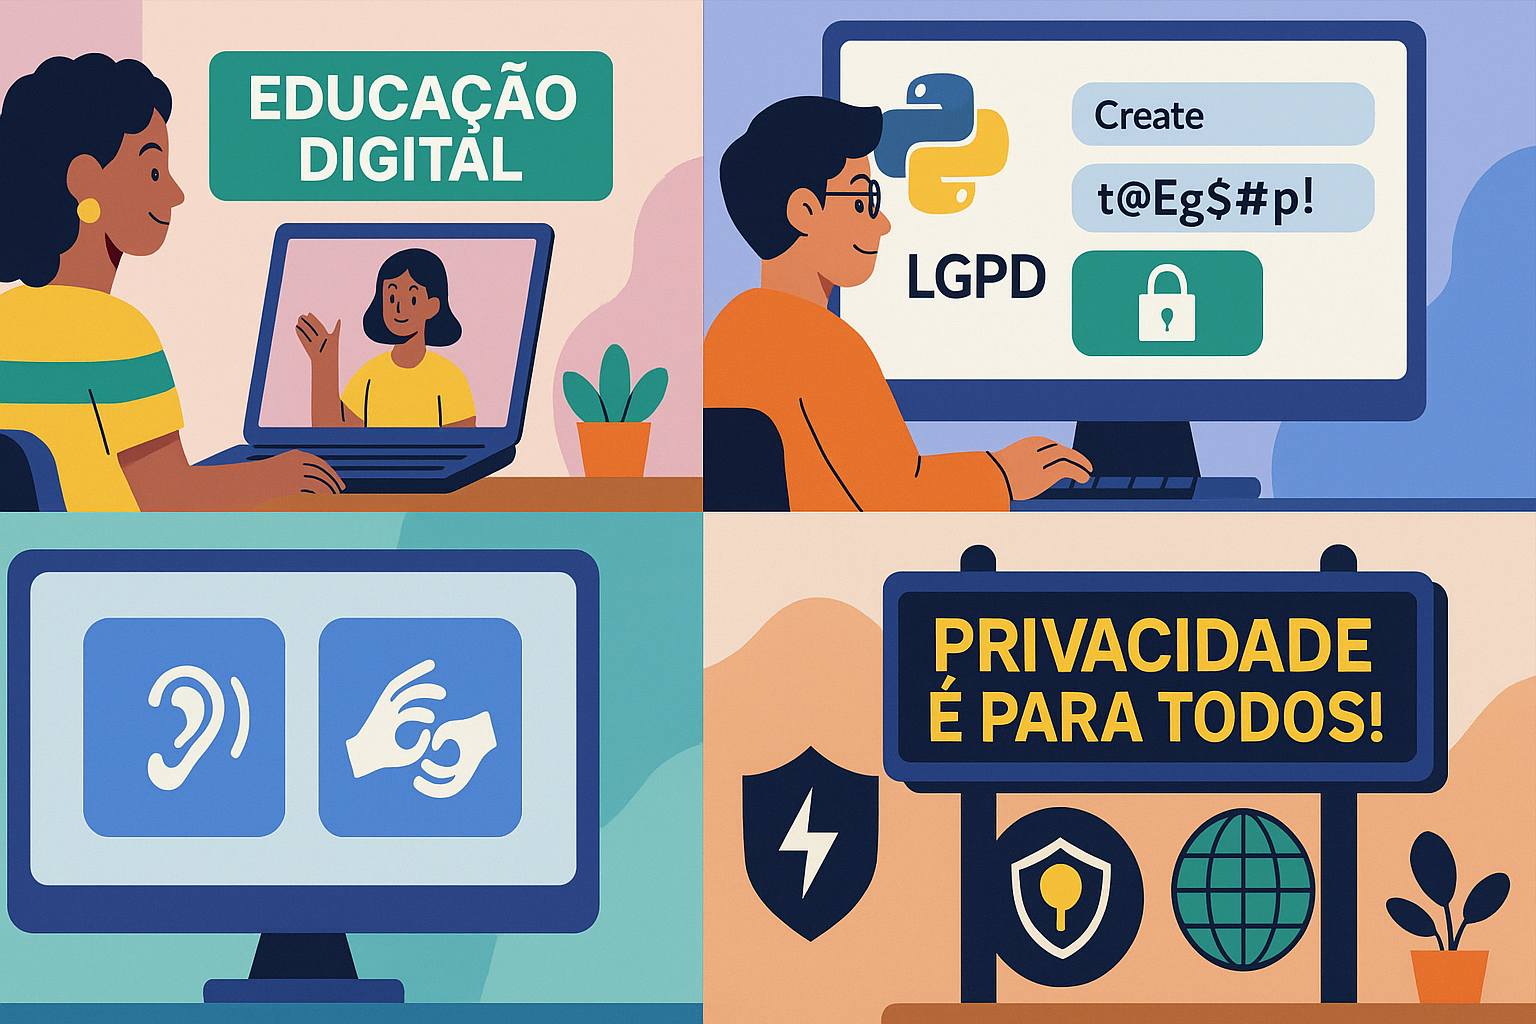 EDUCAÇÃO
DIGITAL
Create
t@Eg$#p!
LGPD
PRIVACIDADE
É PARA TODOS!